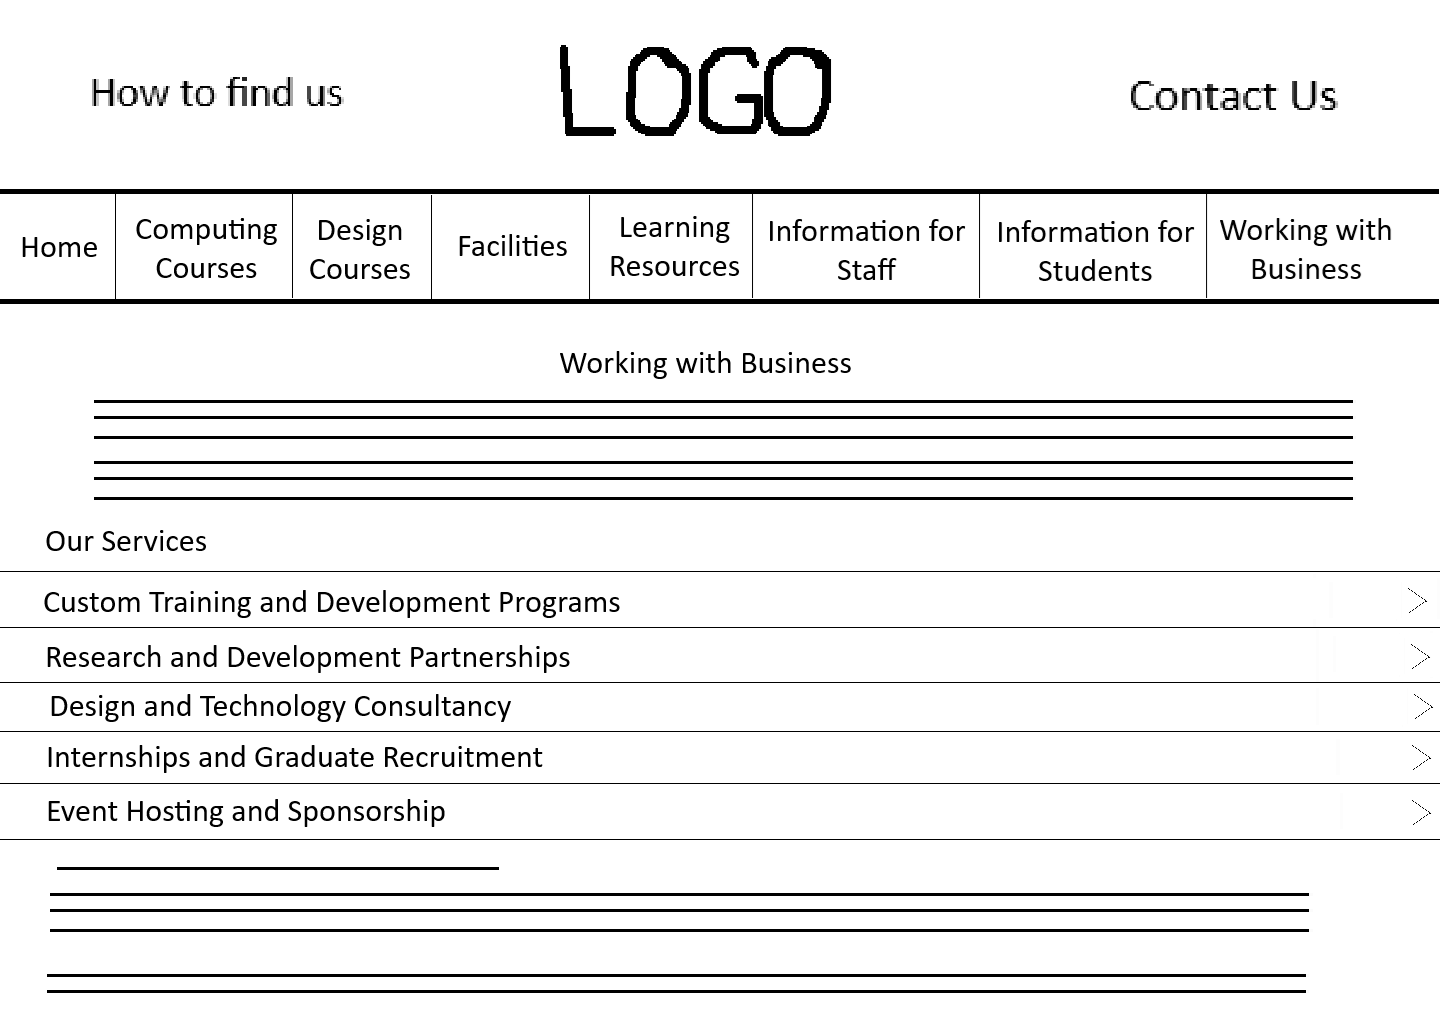 How to find us
LOGO
Contact Us
Home
Computing
Courses
Design
Courses
Facilities
Learning
Resources
Information for
Staff
Information for
Students
Working with
Business
Working with Business
Our Services
Custom Training and Development Programs
Research and Development Partnerships
Design and Technology Consultancy
Internships and Graduate Recruitment
Event Hosting and Sponsorship